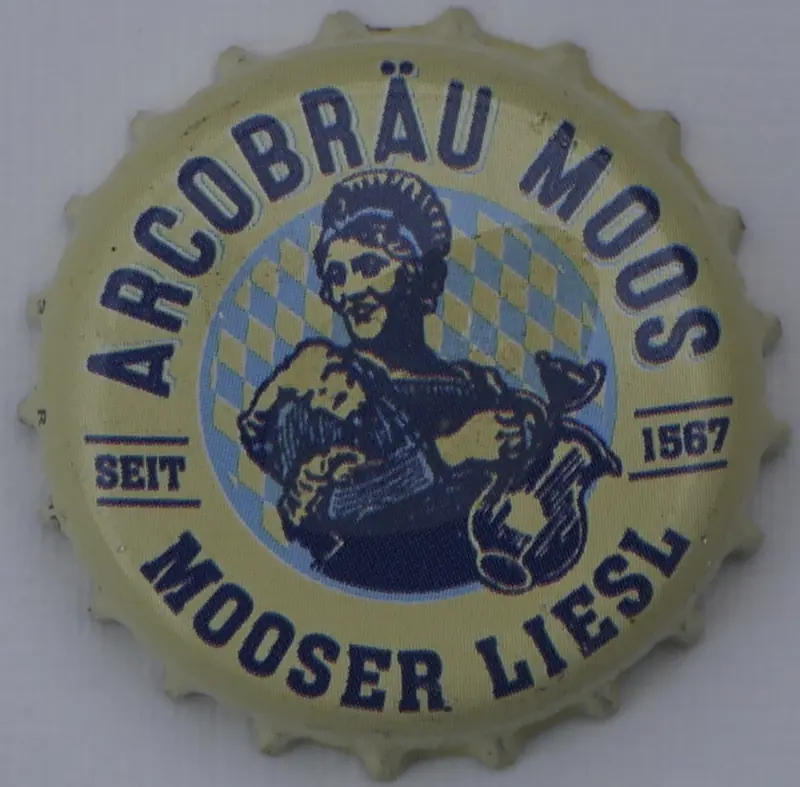 ARCOBRÄU MOOS
SEIT 1567
MOOSER LIESL